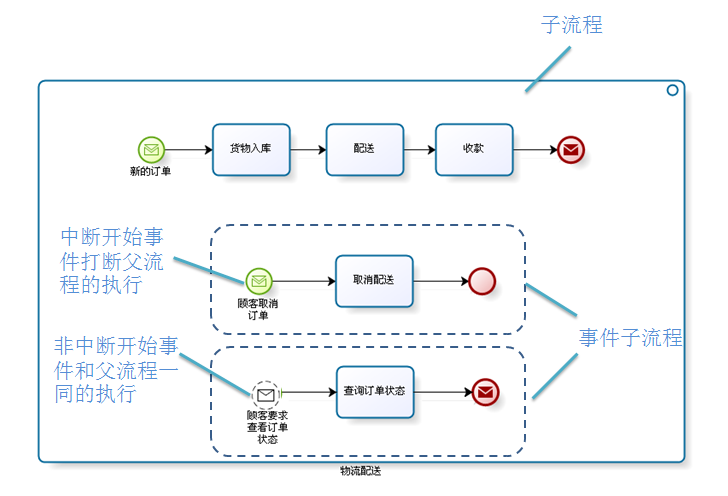 子流程
货物入库
配送
收款
新的订单
中断开始事
件打断父流
程的执行
取消配送
顾客取消
订单
事件子流程
非中断开始事
件和父流程一
同的执行
查询订单状态
顾客要求
查看订单
状态
物流配送